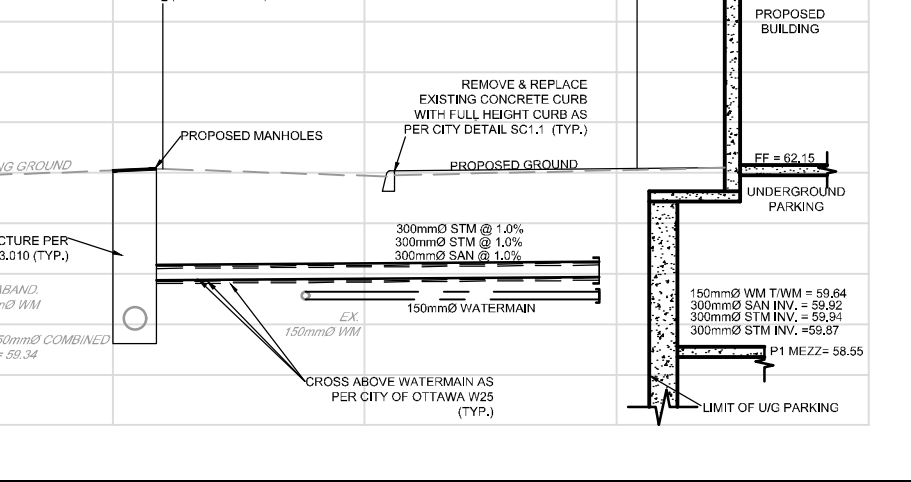 PROPOSED
BUILDING
REMOVE & REPLACE
EXISTING CONCRETE CURB
WITH FULL HEIGHT CURB AS
PER CITY DETAIL SC1.1 (TYP.)
PROPOSED MANHOLES
NG GROUND
PROPOSED GROUND
FF = 62.15
UNDERGROUND
PARKING
CTURE PER
3.010 (TYP.)
300mmØ STM @ 1.0%
300mmØ STM @ 1.0%
300mmØ SAN @ 1.0%
ABAND.
mØ WM
EX.
150mmØ WM
150mmØ WATERMAIN
150mmØ WM T/WM = 59.64
300mmØ SAN INV. = 59.92
300mmØ STM INV. = 59.94
300mmØ STM INV. =59.87
50mmØ COMBINED
= 59.34
P1 MEZZ= 58.55
CROSS ABOVE WATERMAIN AS
PER CITY OF OTTAWA W25
(TYP.)
LIMIT OF U/G PARKING